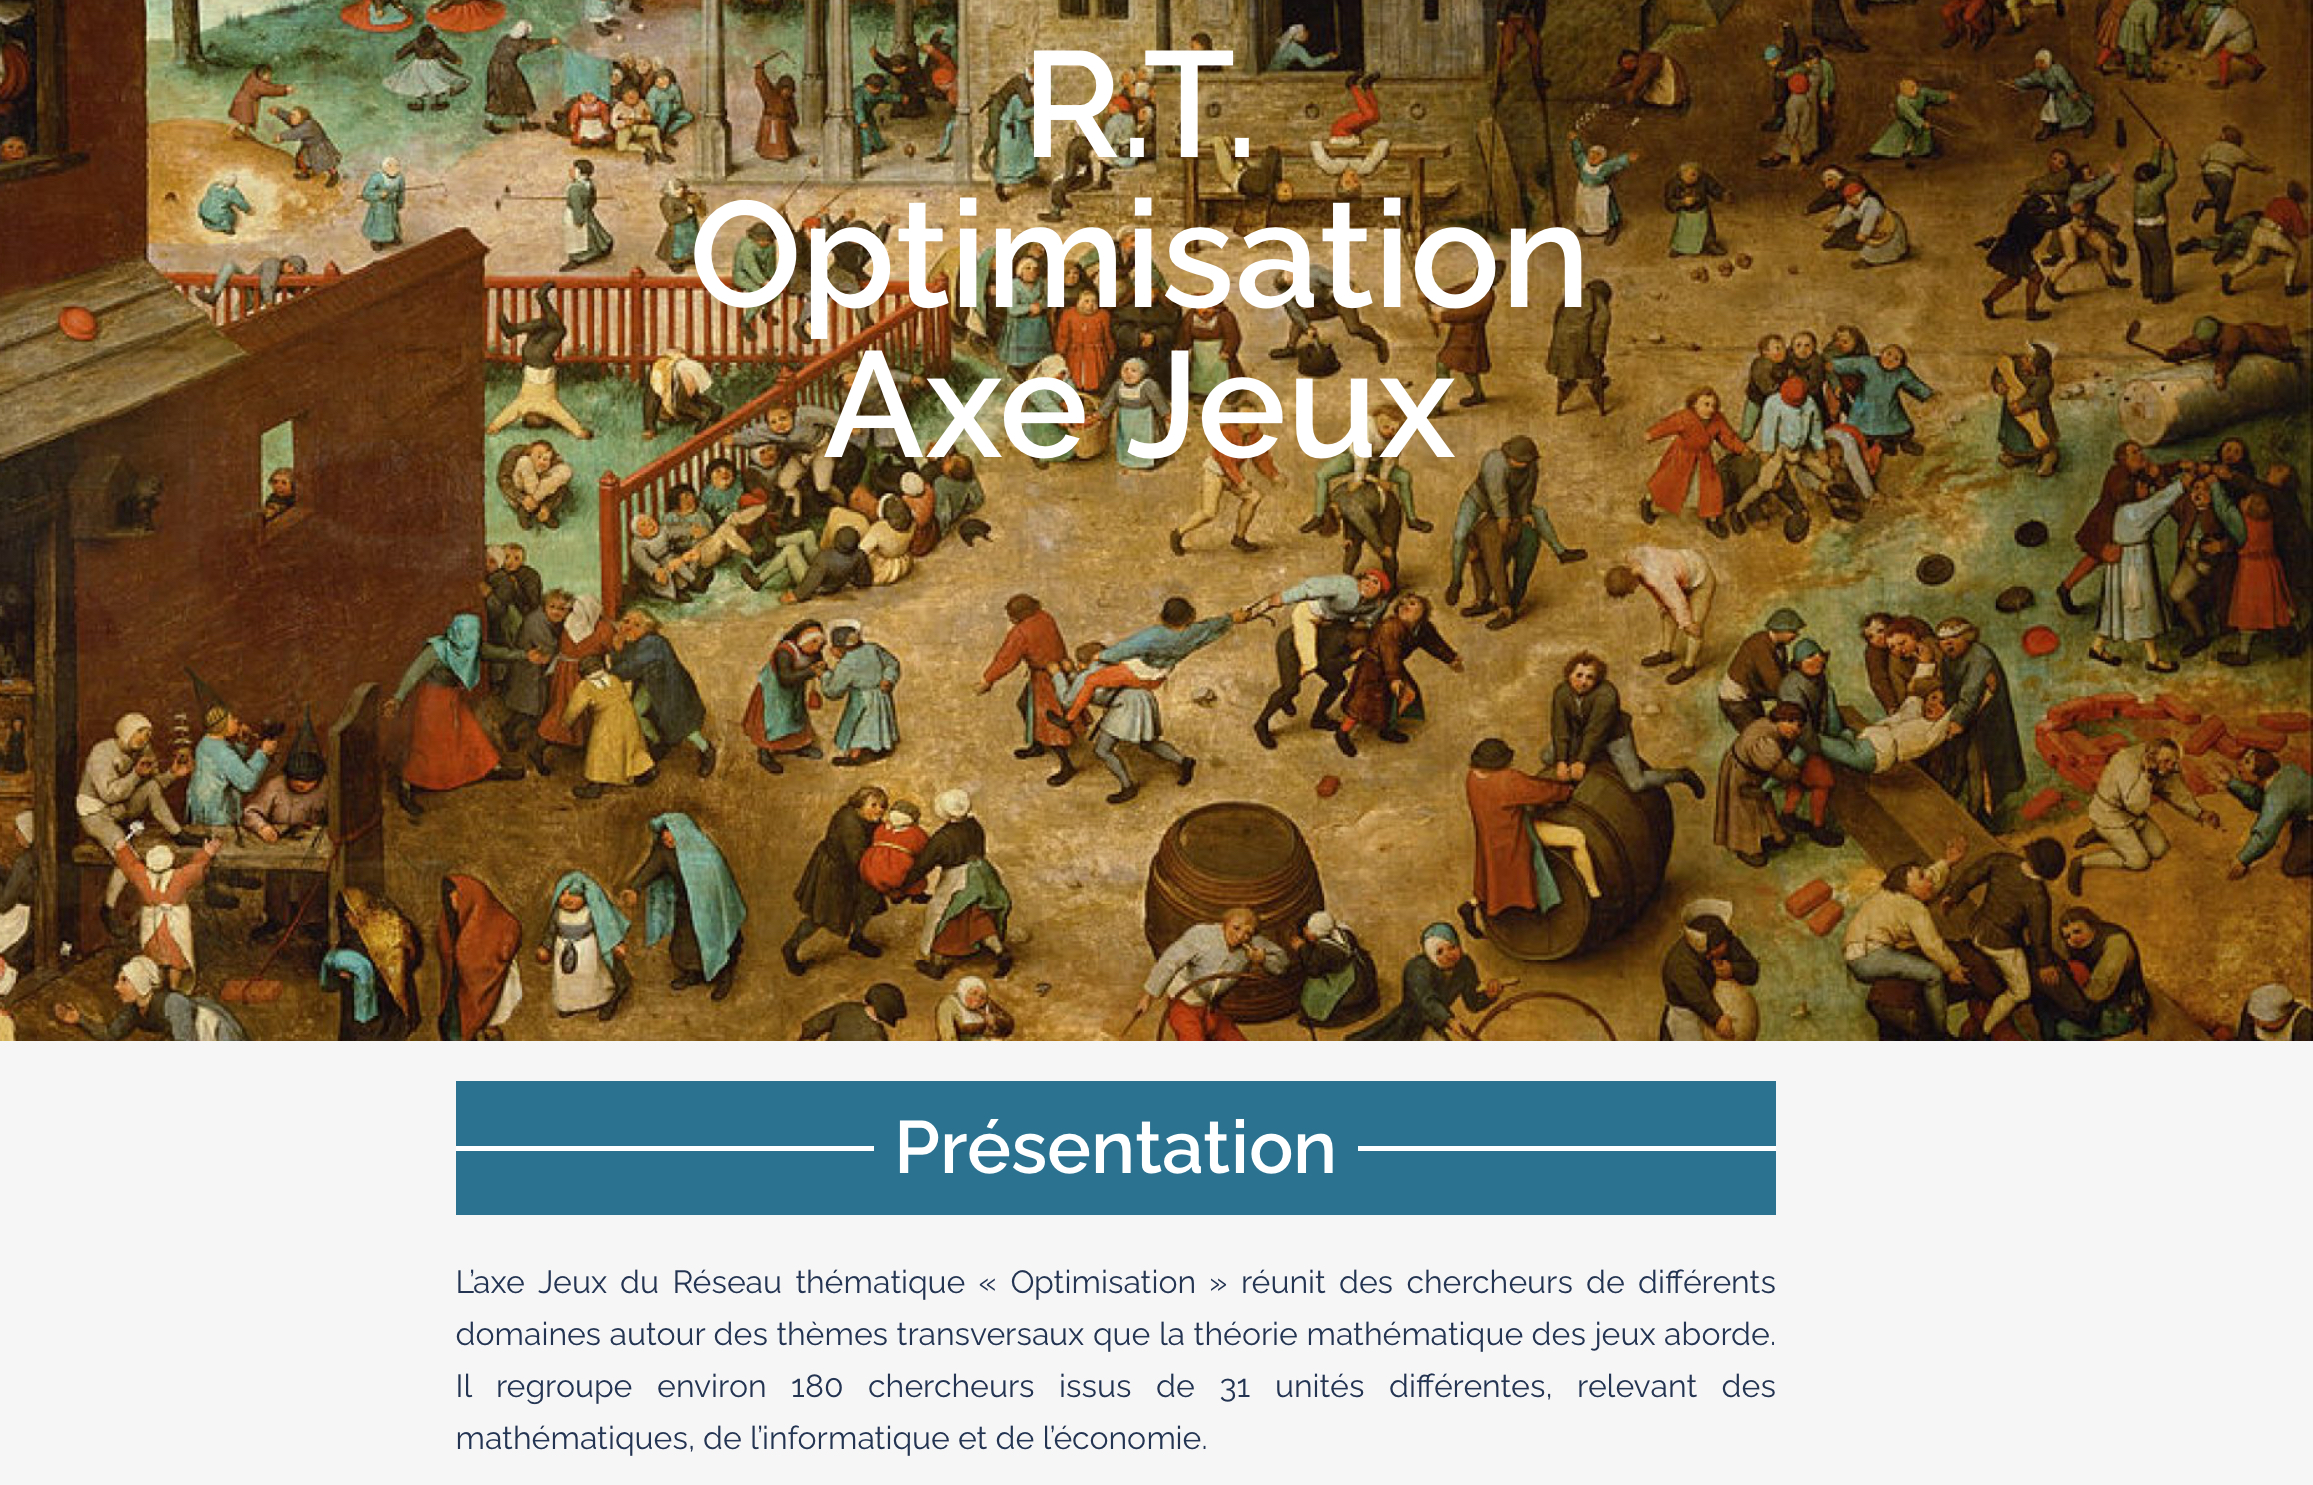 R.T.
Optimisation
Axe Jeux
Présentation
L’axe Jeux du Réseau thématique « Optimisation » réunit des chercheurs de différents
domaines autour des thèmes transversaux que la théorie mathématique des jeux aborde.
Il regroupe environ 180 chercheurs issus de 31 unités différentes, relevant des
mathématiques, de l’informatique et de l’économie.